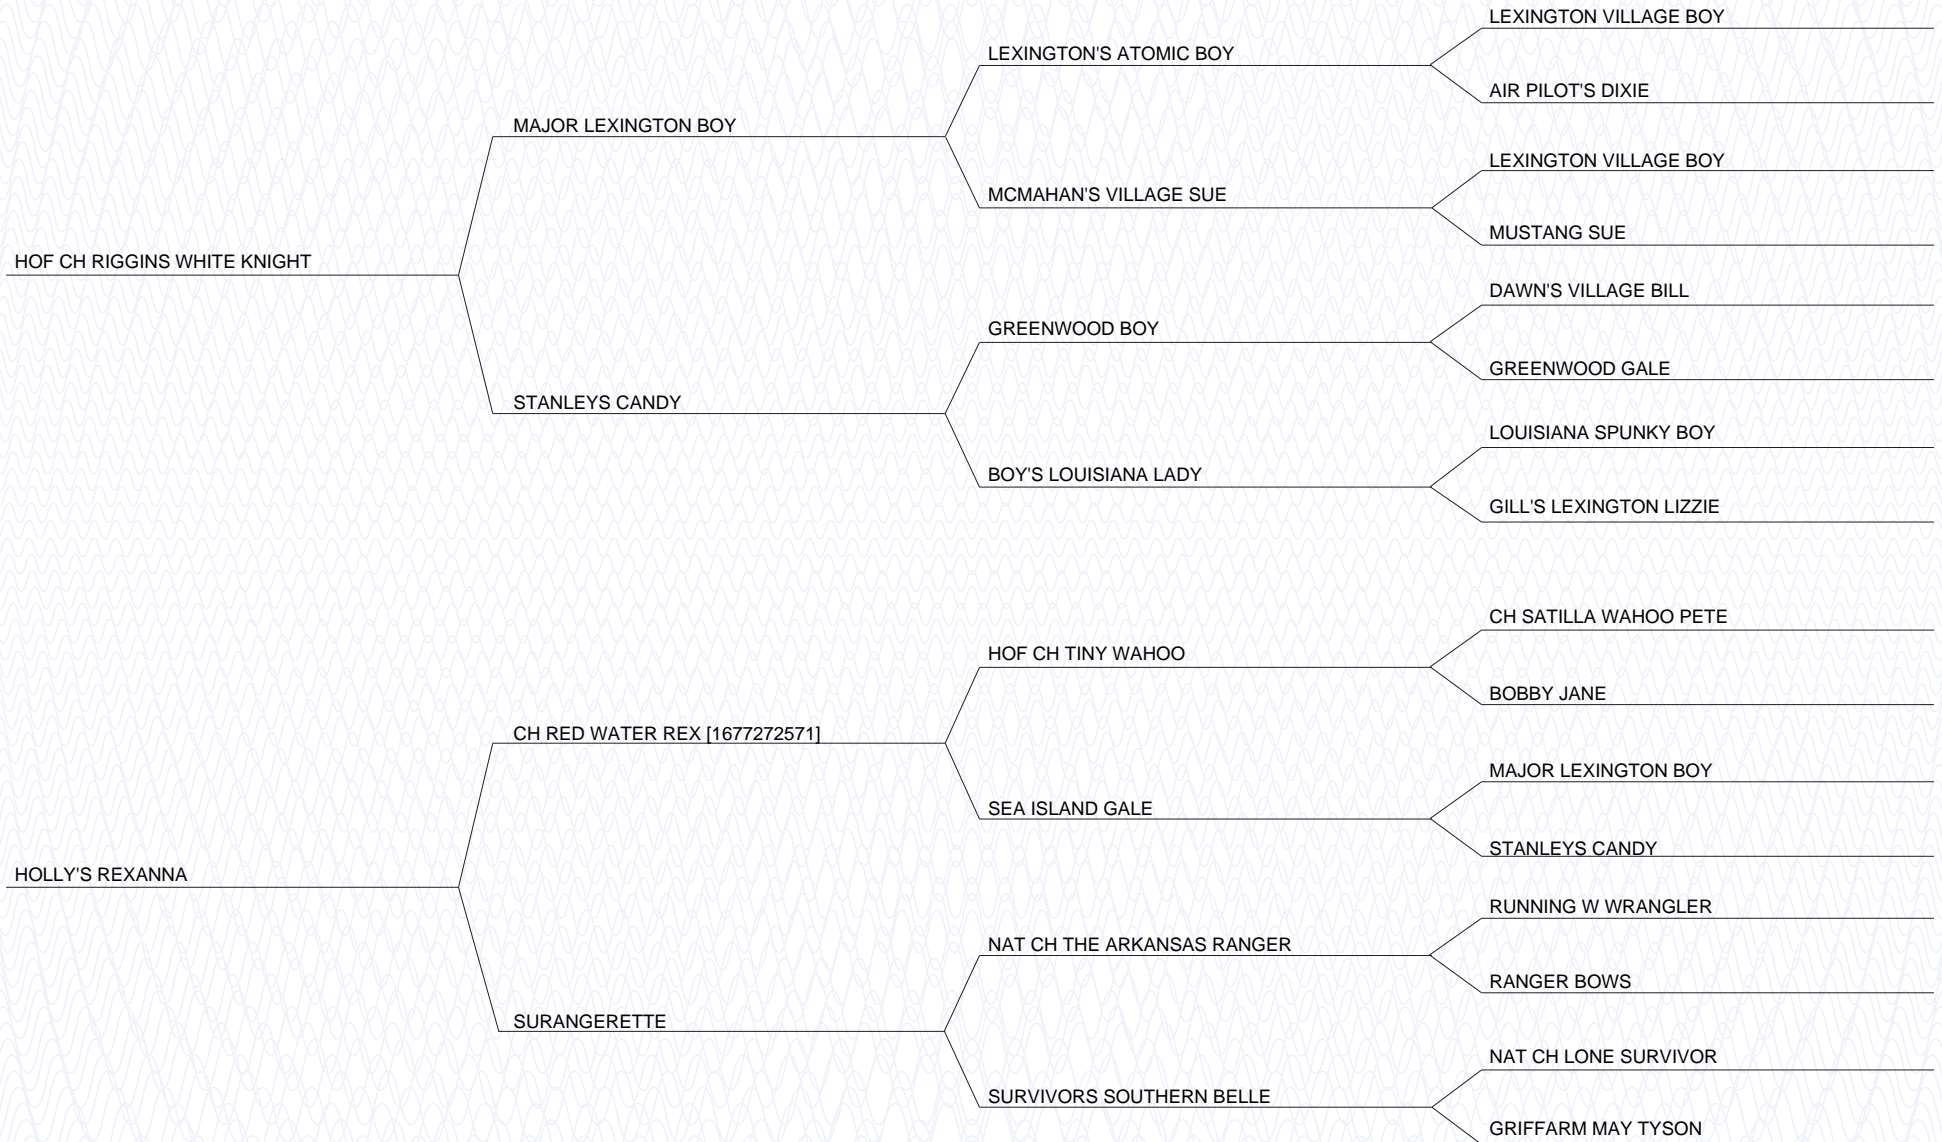 LEXINGTON VILLAGE BOY
LEXINGTON'S ATOMIC BOY
AIR PILOT'S DIXIE
MAJOR LEXINGTON BOY
LEXINGTON VILLAGE BOY
MCMAHAN'S VILLAGE SUE
MUSTANG SUE
HOF CH RIGGINS WHITE KNIGHT
DAWN'S VILLAGE BILL
GREENWOOD BOY
GREENWOOD GALE
STANLEYS CANDY
LOUISIANA SPUNKY BOY
BOY'S LOUISIANA LADY
GILL'S LEXINGTON LIZZIE
CH SATILLA WAHOO PETE
HOF CH TINY WAHOO
BOBBY JANE
CH RED WATER REX [1677272571]
MAJOR LEXINGTON BOY
SEA ISLAND GALE
STANLEYS CANDY
HOLLY'S REXANNA
RUNNING W WRANGLER
NAT CH THE ARKANSAS RANGER
RANGER BOWS
SURANGERETTE
NAT CH LONE SURVIVOR
SURVIVORS SOUTHERN BELLE
GRIFFARM MAY TYSON